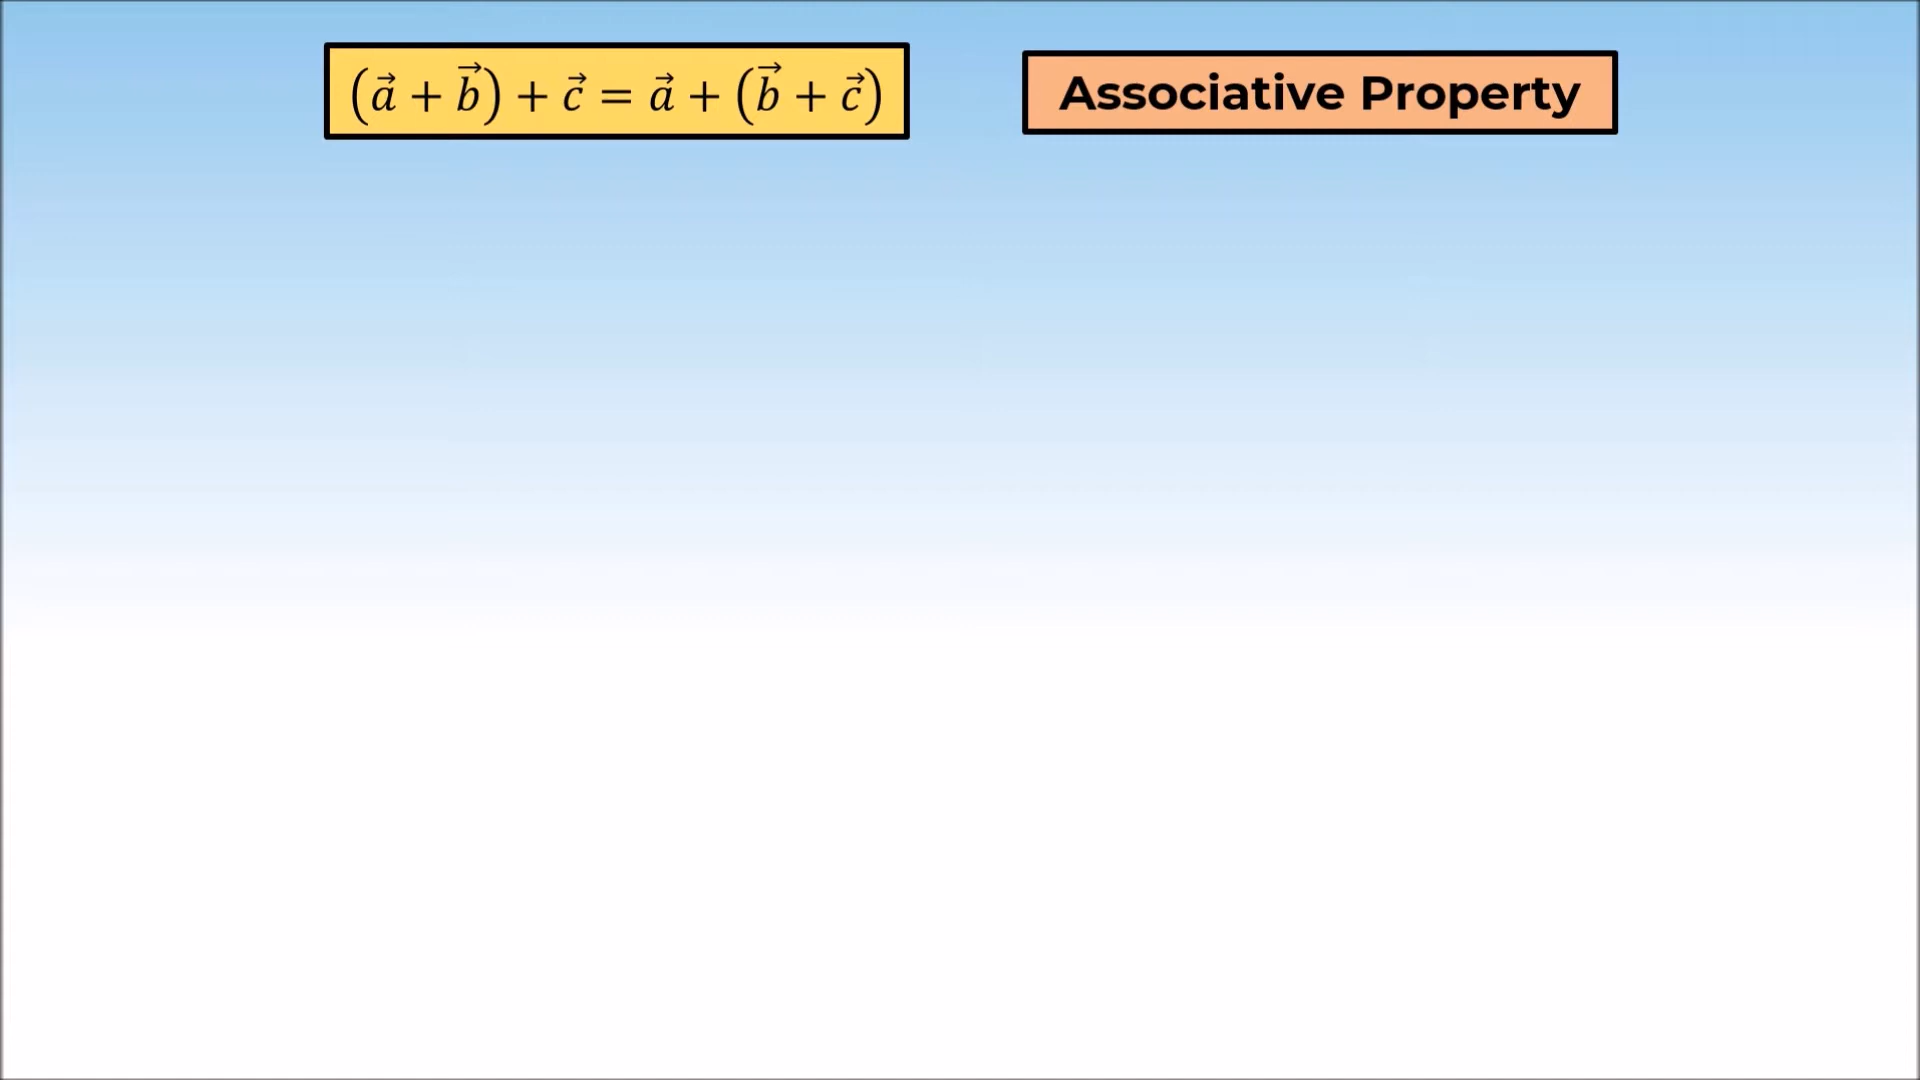 (a⃗ + b⃗) + c⃗ = a⃗ + (b⃗ + c⃗)
Associative Property